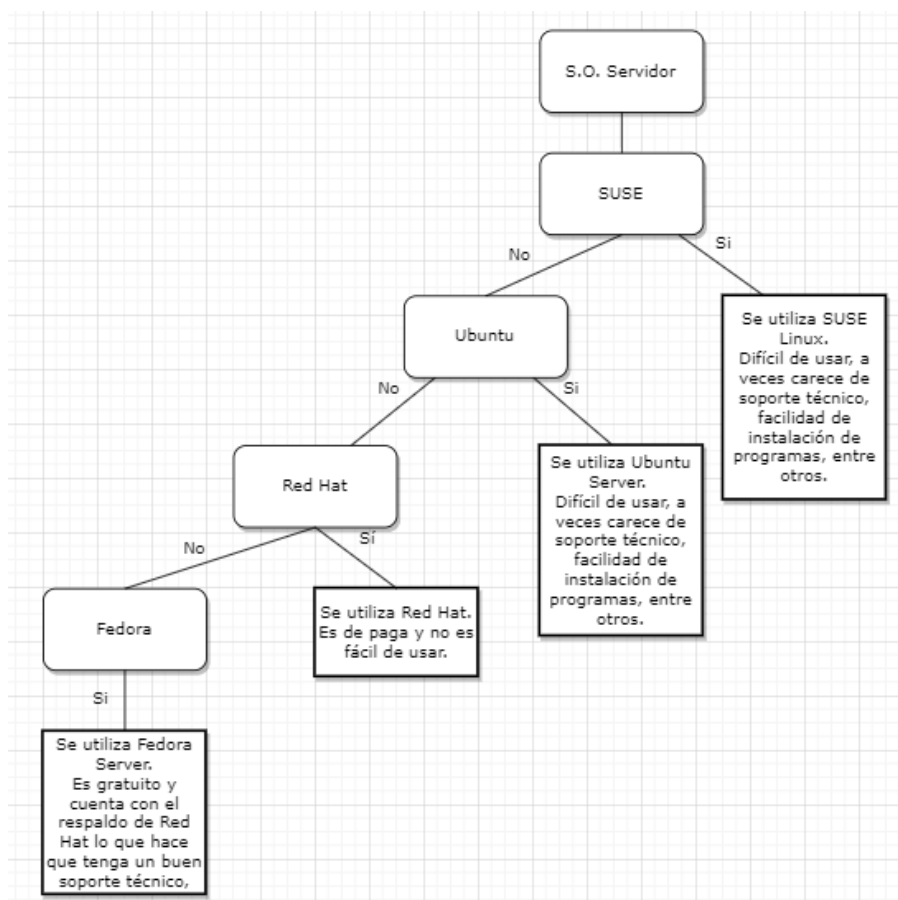 S.O. Servidor
SUSE
No
Si
Ubuntu
Se utiliza SUSE
Linux.
Difícil de usar, a
veces carece de
soporte técnico,
facilidad de
instalación de
programas, entre
otros.
No
Si
Red Hat
Se utiliza Ubuntu
Server.
Difícil de usar, a
veces carece de
soporte técnico,
facilidad de
instalación de
programas, entre
otros.
No
Sí
Fedora
Se utiliza Red Hat.
Es de paga y no es
fácil de usar.
Si
Se utiliza Fedora
Server.
Es gratuito y
cuenta con el
respaldo de Red
Hat lo que hace
que tenga un buen
soporte técnico,